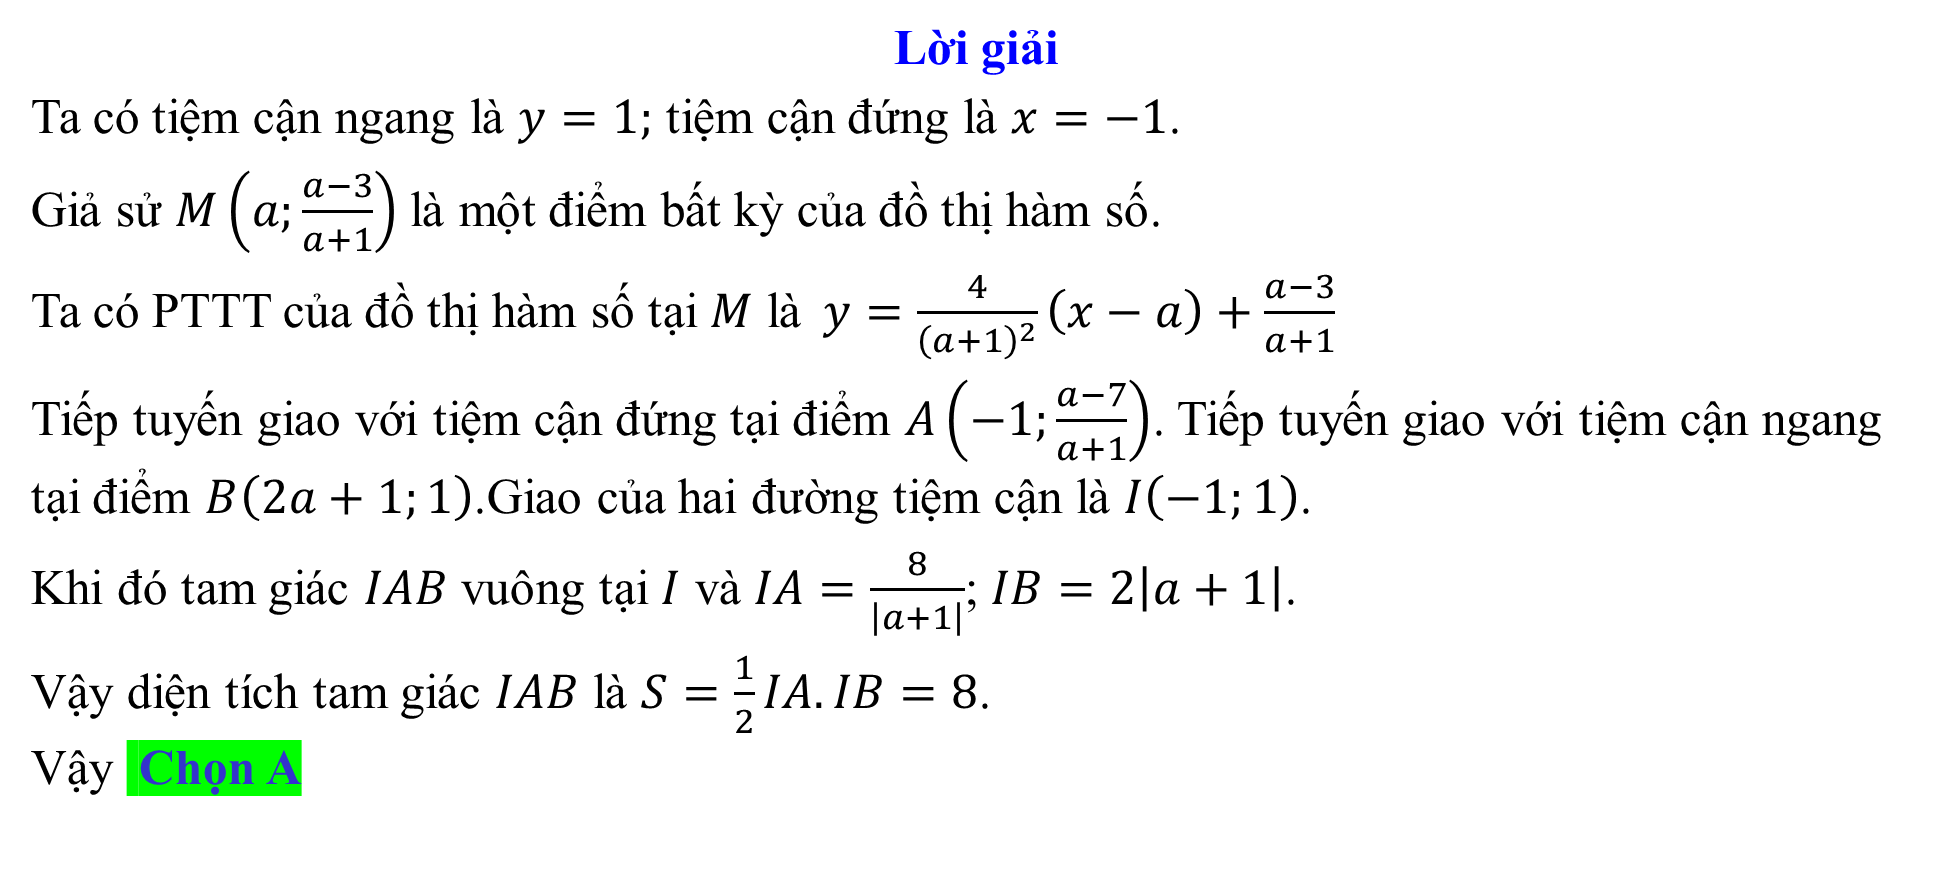 Lời giải
Ta có tiệm cận ngang là y = 1; tiệm cận đứng là x = −1.
Giả sử M(a; (a−3)/(a+1)) là một điểm bất kỳ của đồ thị hàm số.
Ta có PTTT của đồ thị hàm số tại M là y = 4/(a+1)² (x − a) + (a−3)/(a+1)
Tiếp tuyến giao với tiệm cận đứng tại điểm A(−1; (a−7)/(a+1)). Tiếp tuyến giao với tiệm cận ngang
tại điểm B(2a + 1; 1).Giao của hai đường tiệm cận là I(−1; 1).
Khi đó tam giác IAB vuông tại I và IA = 8/|a+1|; IB = 2|a + 1|.
Vậy diện tích tam giác IAB là S = 1/2 IA. IB = 8.
Vậy Chọn A